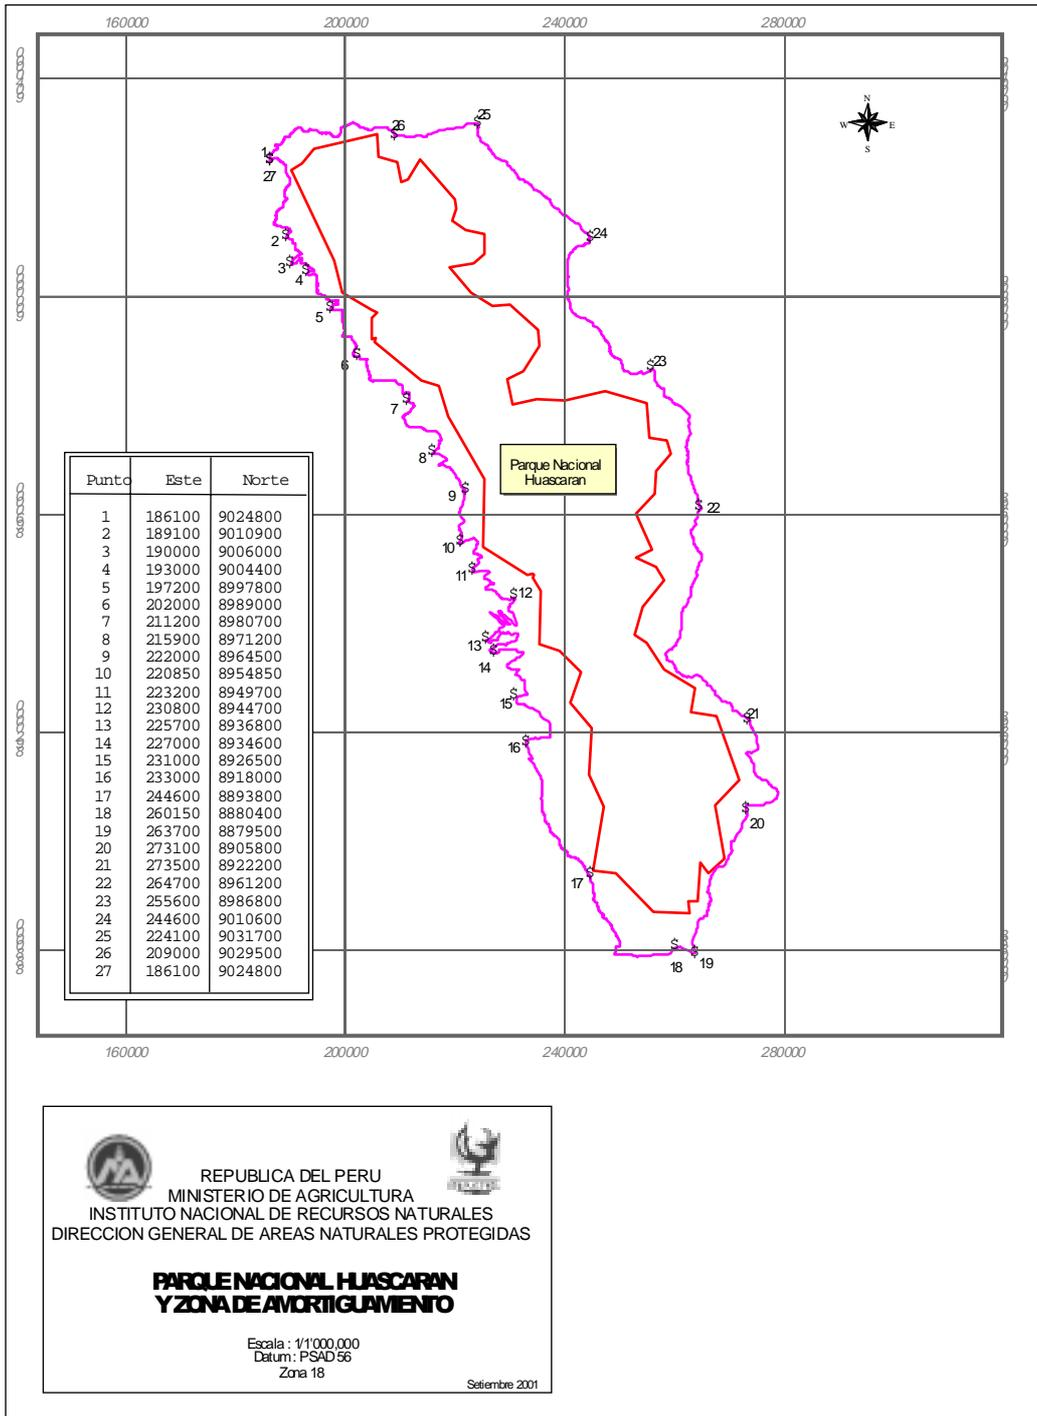 160000 200000 240000 280000
N
W E
S
25
26
1
27
24
2
3
4
5
6
23
7
8
Parque Nacional
Huascaran
9
22
10
11
12
13
14
15
21
16
20
17
18 19
Punto Este Norte
1 186100 9024800
2 189100 9010900
3 190000 9006000
4 193000 9004400
5 197200 8997800
6 202000 8989000
7 211200 8980700
8 215900 8971200
9 222000 8964500
10 220850 8954850
11 223200 8949700
12 230800 8944700
13 225700 8936800
14 227000 8934600
15 231000 8926500
16 233000 8918000
17 244600 8893800
18 260150 8880400
19 263700 8879500
20 273100 8905800
21 273500 8922200
22 264700 8961200
23 255600 8986800
24 244600 9010600
25 224100 9031700
26 209000 9029500
27 186100 9024800
160000 200000 240000 280000
REPUBLICA DEL PERU
MINISTERIO DE AGRICULTURA
INSTITUTO NACIONAL DE RECURSOS NATURALES
DIRECCION GENERAL DE AREAS NATURALES PROTEGIDAS
PARQUE NACIONAL HUASCARAN
Y ZONA DE AMORTIGUAMIENTO
Escala : 1/1'000,000
Datum : PSAD 56
Zona 18
Setiembre 2001